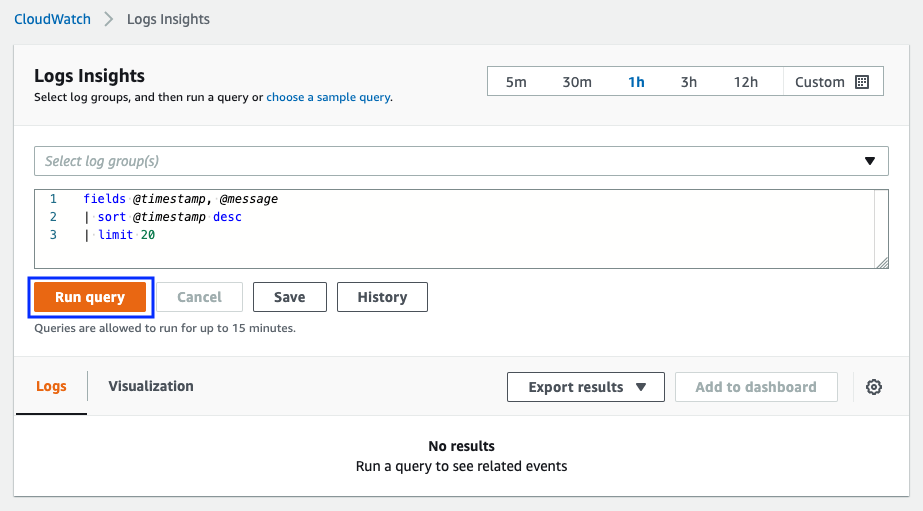 CloudWatch > Logs Insights
Logs Insights
Select log groups, and then run a query or choose a sample query.
5m 30m 1h 3h 12h Custom
Select log group(s)
1 fields @timestamp, @message
2 | sort @timestamp desc
3 | limit 20
Run query Cancel Save History
Queries are allowed to run for up to 15 minutes.
Logs Visualization Export results Add to dashboard
No results
Run a query to see related events